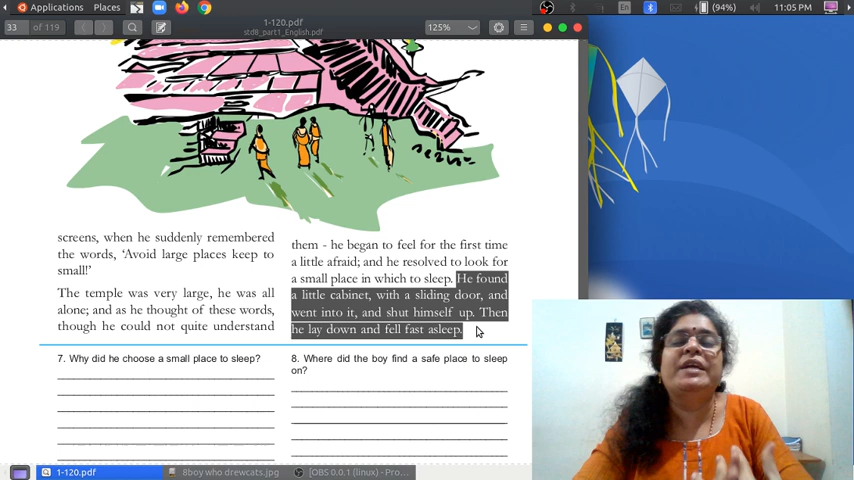 Applications Places En (94%) 11:05 PM
33 of 119 1-120.pdf 125%
std8_part1_English.pdf
screens, when he suddenly remembered
the words, ‘Avoid large places keep to
small!’
The temple was very large, he was all
alone; and as he thought of these words,
though he could not quite understand
them - he began to feel for the first time
a little afraid; and he resolved to look for
a small place in which to sleep. He found
a little cabinet, with a sliding door, and
went into it, and shut himself up. Then
he lay down and fell fast asleep.
7. Why did he choose a small place to sleep?
8. Where did the boy find a safe place to sleep
on?
1-120.pdf 8boy who drewcats.jpg [OBS 0.0.1 (linux) - Pro...